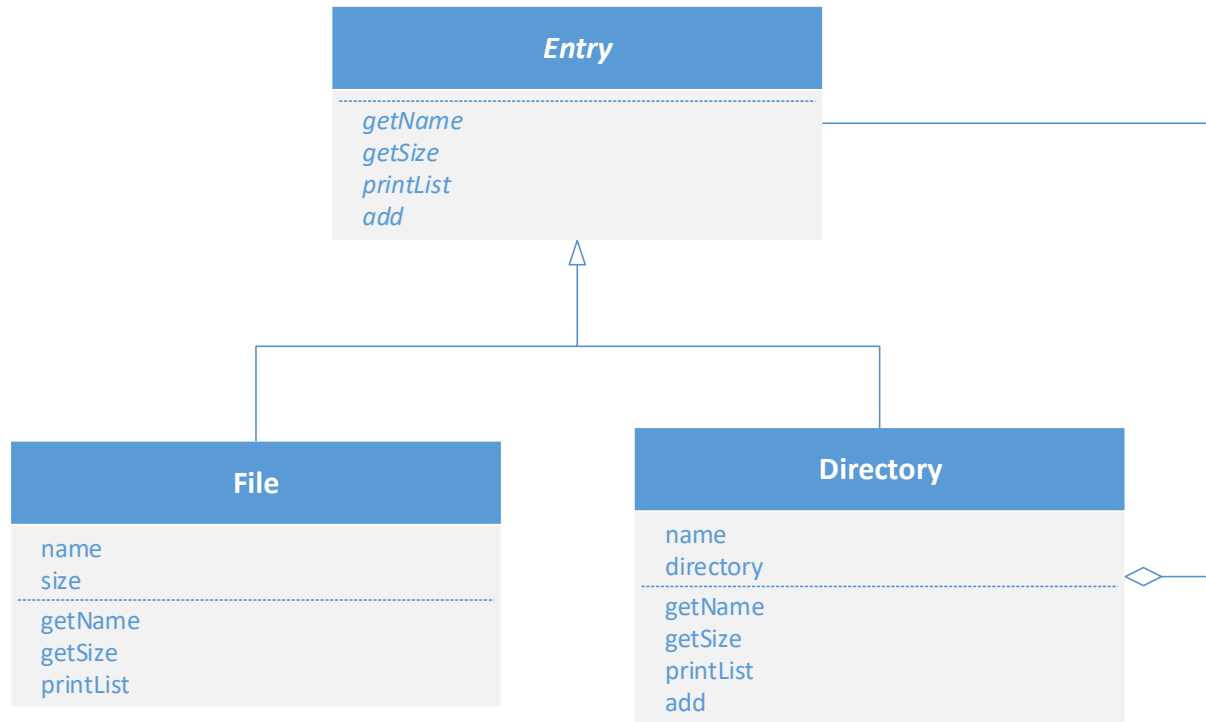 Entry
getName
getSize
printList
add
File
name
size
getName
getSize
printList
Directory
name
directory
getName
getSize
printList
add